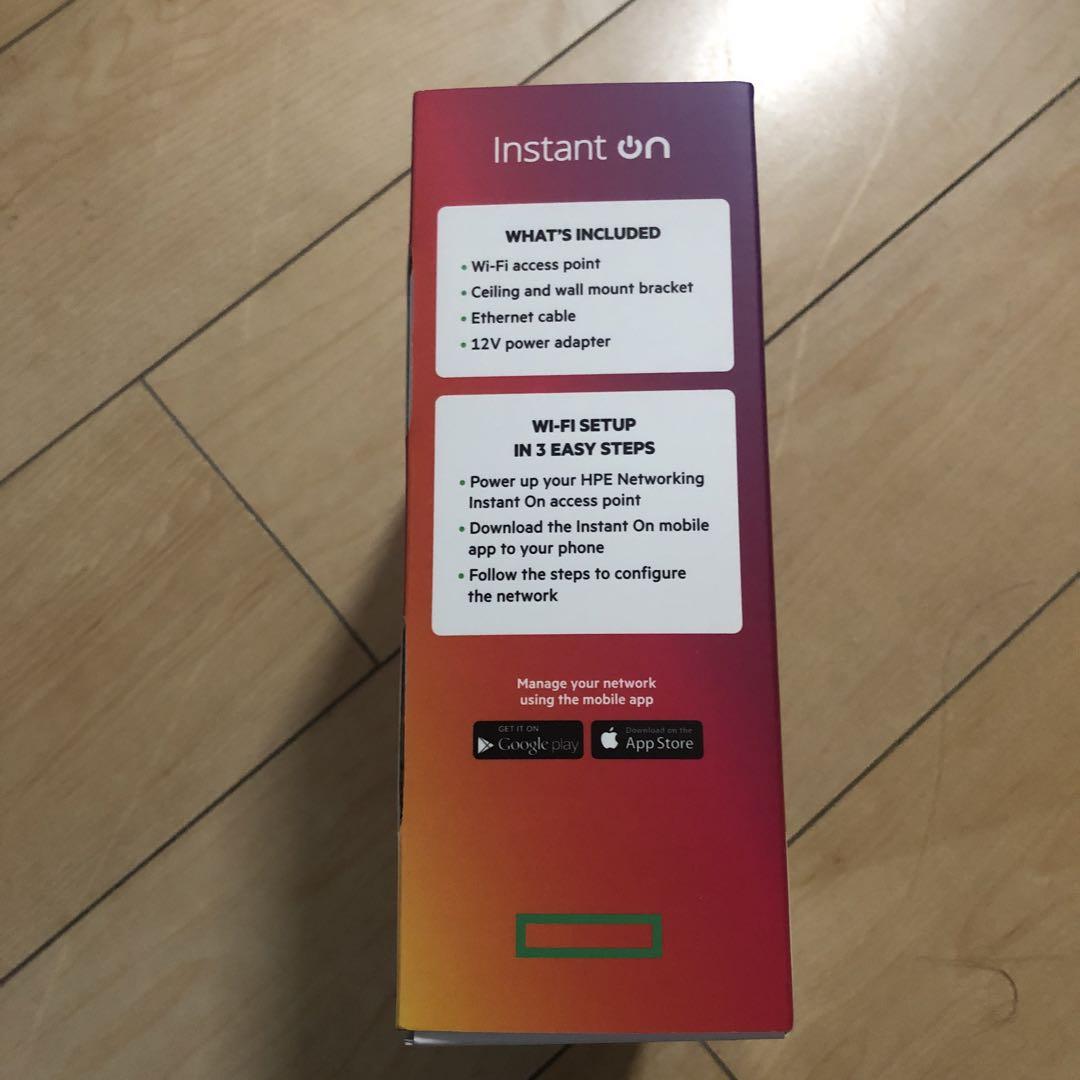 Instant On
WHAT'S INCLUDED
• Wi-Fi access point
• Ceiling and wall mount bracket
• Ethernet cable
• 12V power adapter
WI-FI SETUP
IN 3 EASY STEPS
• Power up your HPE Networking
Instant On access point
• Download the Instant On mobile
app to your phone
• Follow the steps to configure
the network
Manage your network
using the mobile app
GET IT ON
Google play
Download on the
App Store